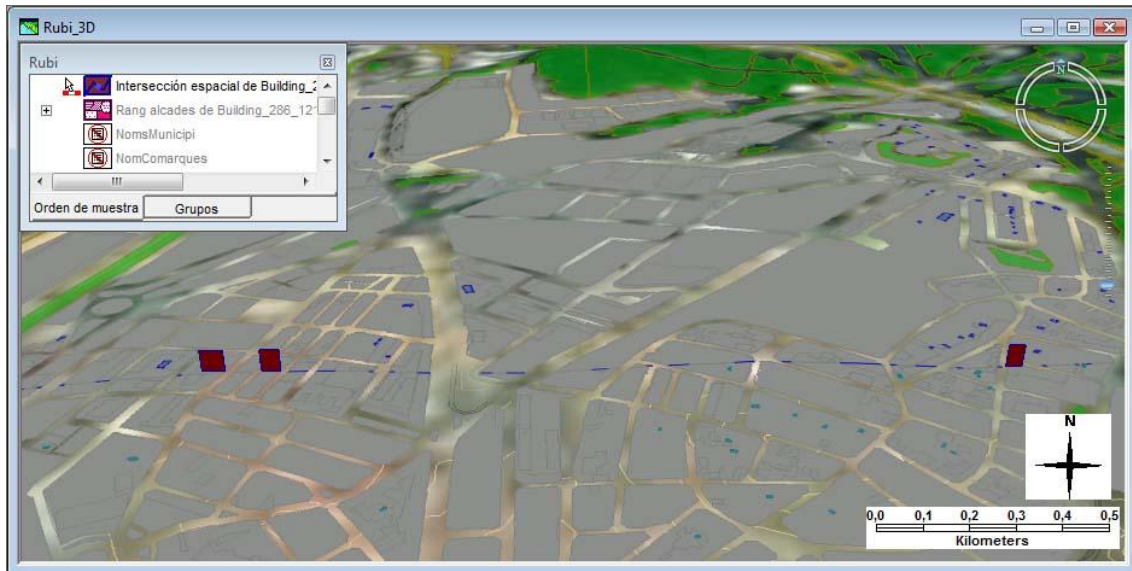 Rubi_3D
Rubi
Intersección espacial de Building_2
Rang alcades de Building_286_121
NomsMunicipi
NomComarques
Orden de muestra
Grupos
N
N
0,0 0,1 0,2 0,3 0,4 0,5
Kilometers